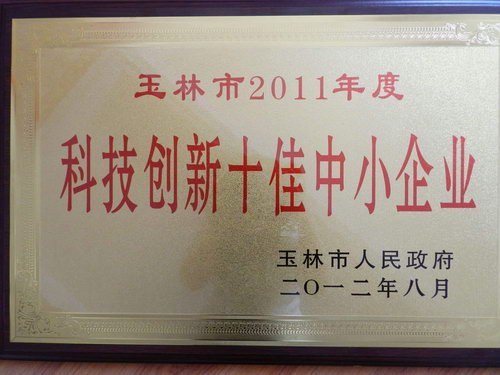 玉林市2011年度
科技创新十佳中小企业
玉林市人民政府
二〇一二年八月